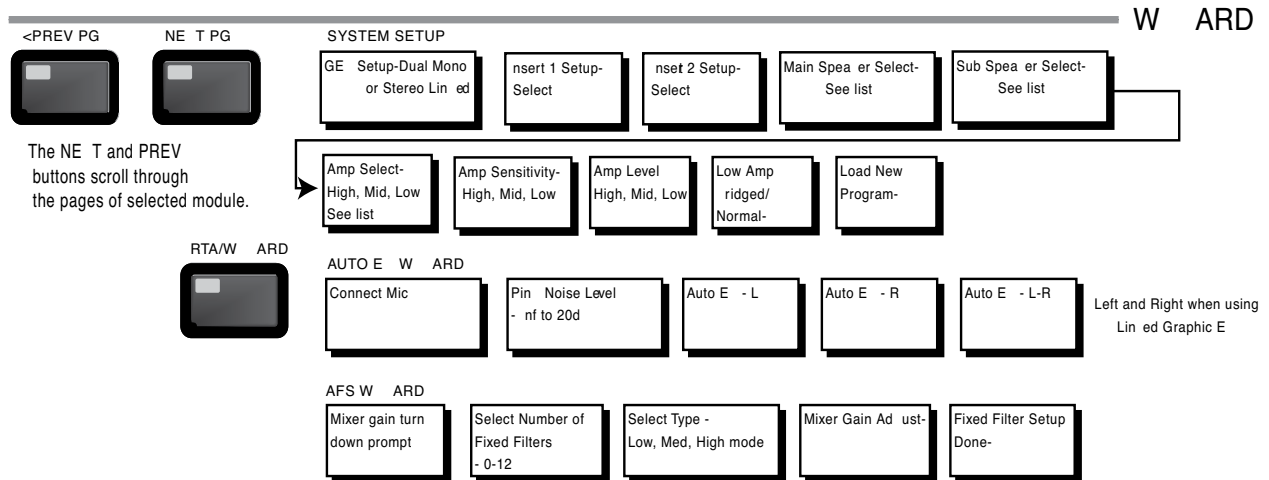 W ARD
<PREV PG
NE T PG
SYSTEM SETUP
GE Setup-Dual Mono
or Stereo Lin ed
nsert 1 Setup-
Select
nset 2 Setup-
Select
Main Spea er Select-
See list
Sub Spea er Select-
See list
The NE T and PREV
buttons scroll through
the pages of selected module.
Amp Select-
High, Mid, Low
See list
Amp Sensitivity-
High, Mid, Low
Amp Level
High, Mid, Low
Low Amp
ridged/
Normal-
Load New
Program-
RTA/W ARD
AUTO E W ARD
Connect Mic
Pin Noise Level
- nf to 20d
Auto E - L
Auto E - R
Auto E - L-R
Left and Right when using
Lin ed Graphic E
AFS W ARD
Mixer gain turn
down prompt
Select Number of
Fixed Filters
- 0-12
Select Type -
Low, Med, High mode
Mixer Gain Ad ust-
Fixed Filter Setup
Done-